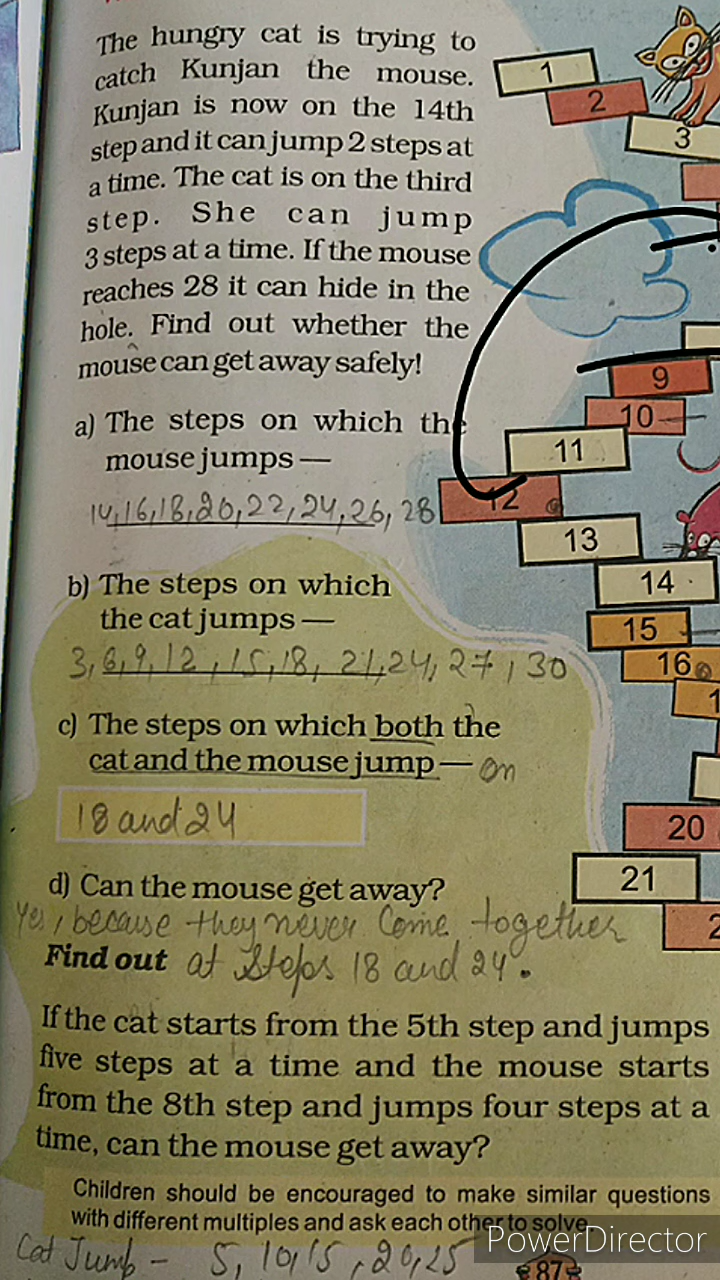 The hungry cat is trying to
catch Kunjan the mouse.
Kunjan is now on the 14th
step and it can jump 2 steps at
a time. The cat is on the third
step. She can jump
3 steps at a time. If the mouse
reaches 28 it can hide in the
hole. Find out whether the
mouse can get away safely!
a) The steps on which the
mouse jumps —
14,16,18,20,22,24,26, 28
b) The steps on which
the cat jumps —
3,6,9,12,15,18, 21,24,27,30
c) The steps on which both the
cat and the mouse jump — on
18 and 24
d) Can the mouse get away?
Yes, because they never come together
Find out at steps 18 and 24.
If the cat starts from the 5th step and jumps
five steps at a time and the mouse starts
from the 8th step and jumps four steps at a
time, can the mouse get away?
Children should be encouraged to make similar questions
with different multiples and ask each other to solve
Cat Jump – 5, 10,15, 20,25
87
1
2
3
9
10
11
12
13
14
15
16
20
21
PowerDirector